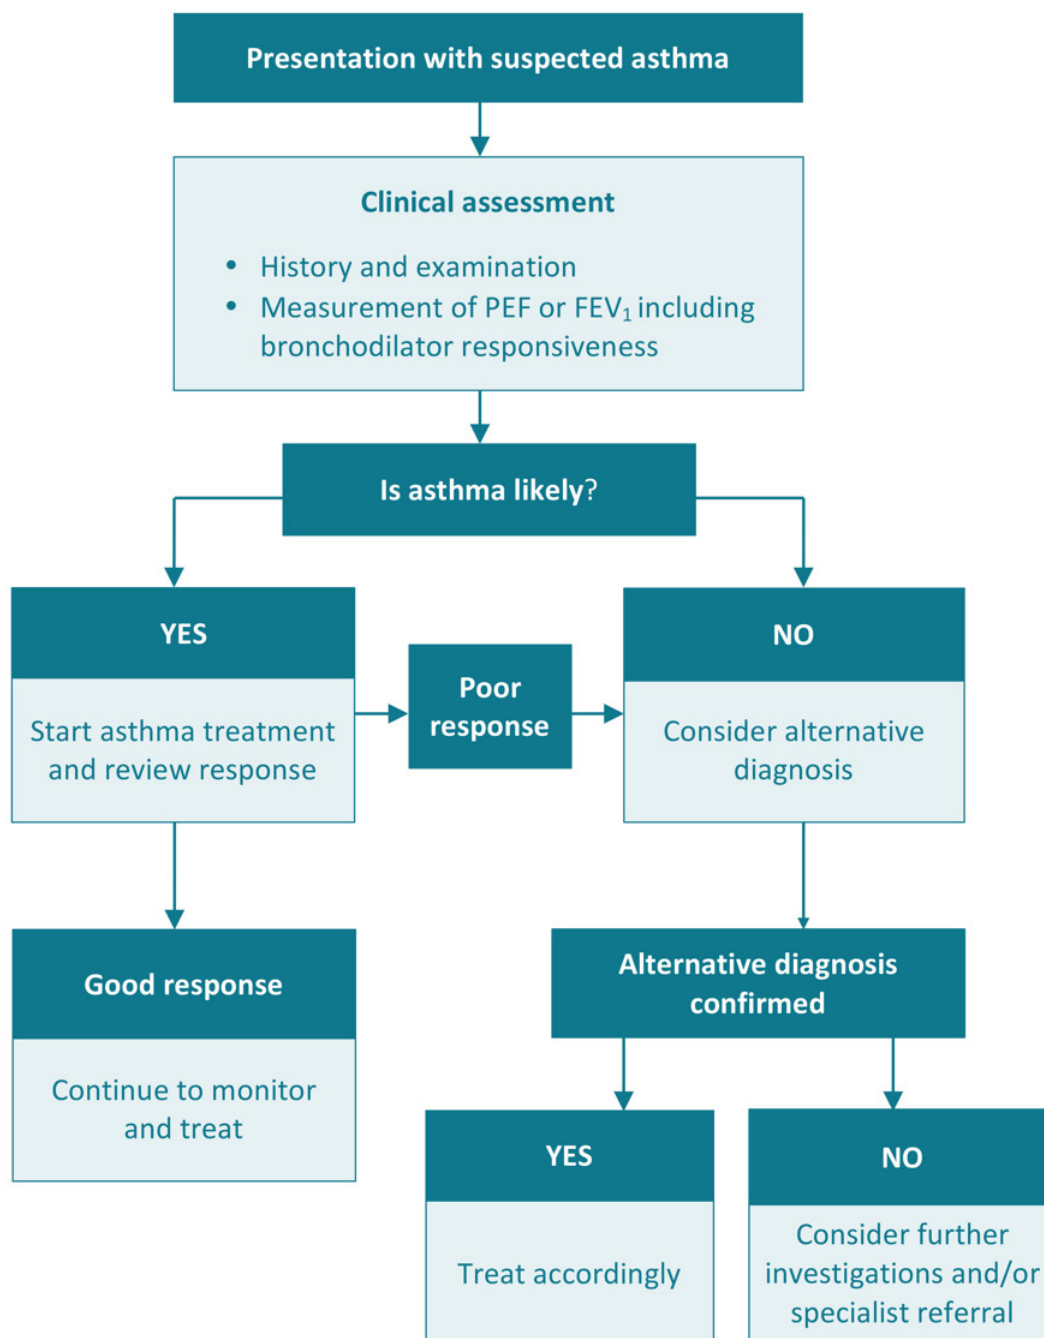 Presentation with suspected asthma
Clinical assessment
• History and examination
• Measurement of PEF or FEV₁ including
bronchodilator responsiveness
Is asthma likely?
YES
Start asthma treatment
and review response
Poor
response
NO
Consider alternative
diagnosis
Good response
Continue to monitor
and treat
Alternative diagnosis
confirmed
YES
Treat accordingly
NO
Consider further
investigations and/or
specialist referral